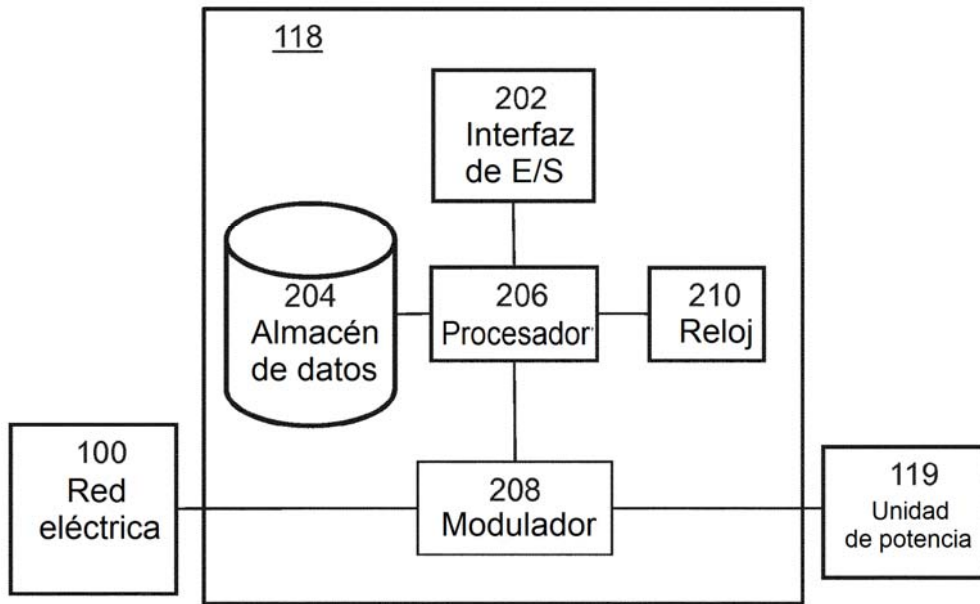 118
202
Interfaz
de E/S
204
Almacén
de datos
206
Procesador
210
Reloj
100
Red
eléctrica
208
Modulador
119
Unidad
de potencia